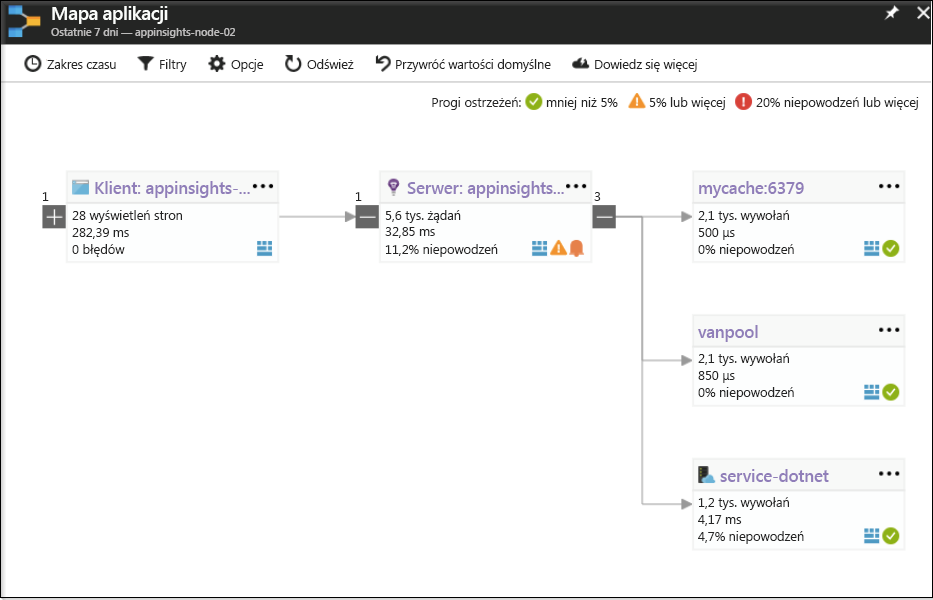 Mapa aplikacji
Ostatnie 7 dni — appinsights-node-02
Zakres czasu Filtry Opcje Odśwież Przywróć wartości domyślne Dowiedz się więcej
Progi ostrzeżeń: mniej niż 5% 5% lub więcej 20% niepowodzeń lub więcej
1
Klient: appinsights-...
28 wyświetleń stron
282,39 ms
0 błędów
1
Serwer: appinsights...
5,6 tys. żądań
32,85 ms
11,2% niepowodzeń
3
mycache:6379
2,1 tys. wywołań
500 µs
0% niepowodzeń
vanpool
2,1 tys. wywołań
850 µs
0% niepowodzeń
service-dotnet
1,2 tys. wywołań
4,17 ms
4,7% niepowodzeń